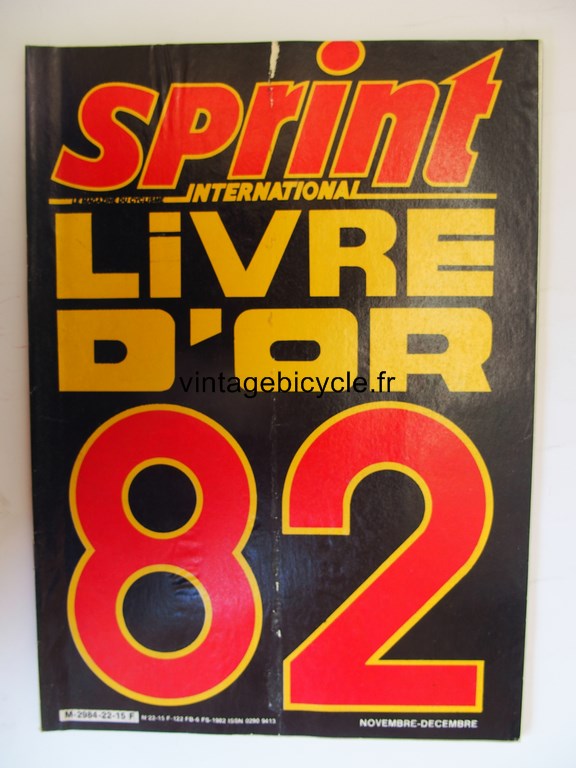 sprint
LE MAGAZINE DU CYCLISME
INTERNATIONAL
LiVRE
D'OR
vintagebicycle.fr
82
M-2984-22-15 F
N'22-15 F-122 FB-6 FS-1982 ISSN 0290 9413
NOVEMBRE-DECEMBRE